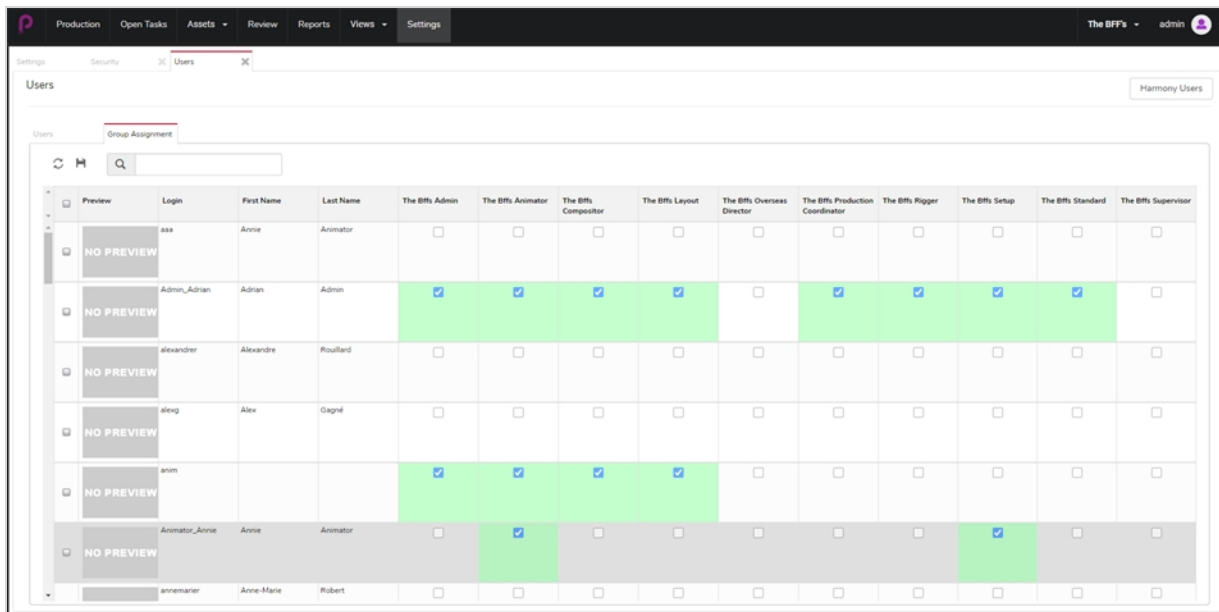 Production Open Tasks Assets Review Reports Views Settings The BFF's admin
Settings Security Users
Users Harmony Users
Users Group Assignment
Preview Login First Name Last Name The Bffs Admin The Bffs Animator The Bffs Compositor The Bffs Layout The Bffs Overseas Director The Bffs Production Coordinator The Bffs Rigger The Bffs Setup The Bffs Standard The Bffs Supervisor
NO PREVIEW aaa Annie Animator
NO PREVIEW Admin_Adrian Adrian Admin
NO PREVIEW alexandrer Alexandre Rouillard
NO PREVIEW alexg Alex Gagné
NO PREVIEW anim
NO PREVIEW Animator_Annie Annie Animator
annemarier Anne-Marie Robert